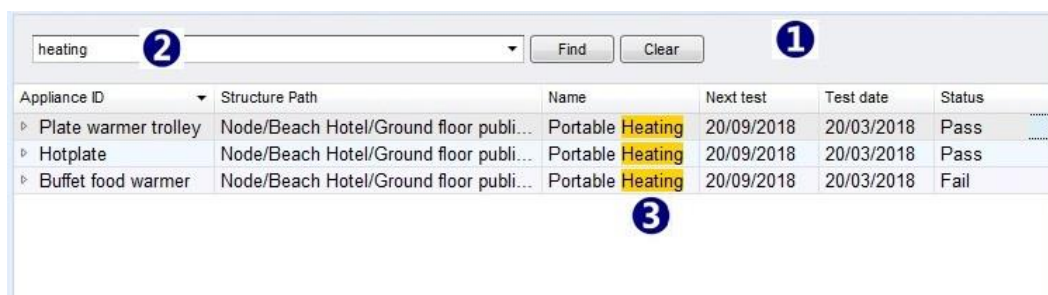 1
heating 2 Find Clear
Appliance ID Structure Path Name Next test Test date Status
Plate warmer trolley Node/Beach Hotel/Ground floor publi... Portable Heating 20/09/2018 20/03/2018 Pass
Hotplate Node/Beach Hotel/Ground floor publi... Portable Heating 20/09/2018 20/03/2018 Pass
Buffet food warmer Node/Beach Hotel/Ground floor publi... Portable Heating 20/09/2018 20/03/2018 Fail
3